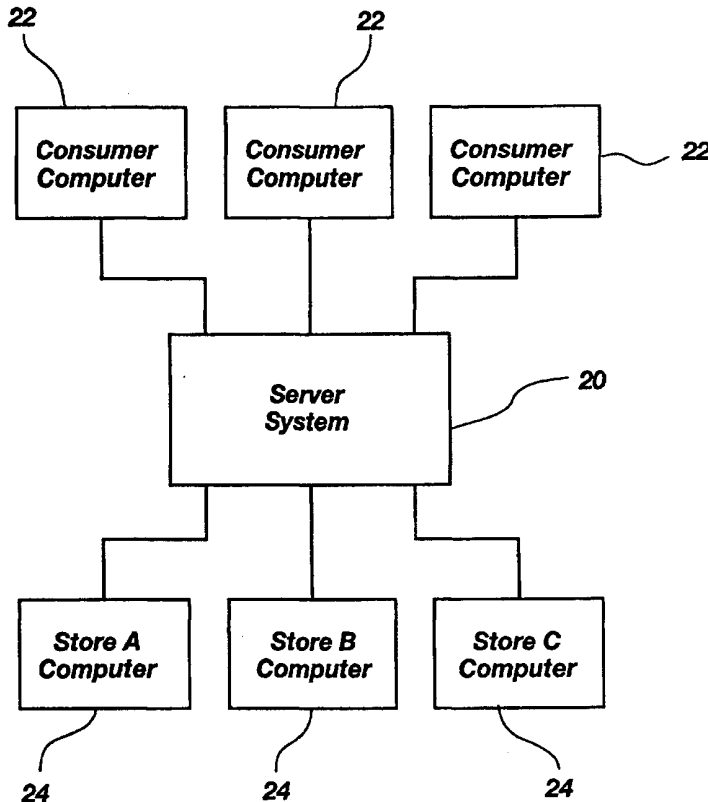 22
22
Consumer
Computer
Consumer
Computer
Consumer
Computer
22
Server
System
20
Store A
Computer
Store B
Computer
Store C
Computer
24
24
24